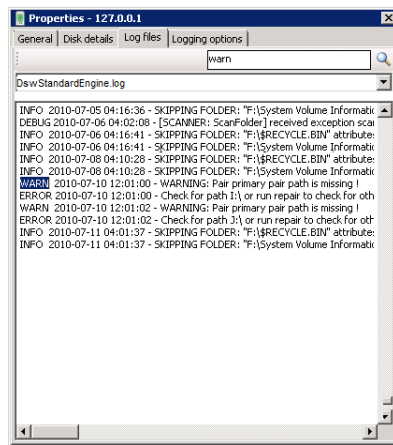 Properties - 127.0.0.1
General Disk details Log files Logging options
warn
DswStandardEngine.log
INFO 2010-07-05 04:16:36 - SKIPPING FOLDER: "F:\System Volume Informatic
DEBUG 2010-07-06 04:02:08 - [SCANNER: ScanFolder] received exception scar
INFO 2010-07-06 04:16:41 - SKIPPING FOLDER: "F:\$RECYCLE.BIN" attribute:
INFO 2010-07-06 04:16:41 - SKIPPING FOLDER: "F:\System Volume Informatic
INFO 2010-07-08 04:10:28 - SKIPPING FOLDER: "F:\$RECYCLE.BIN" attribute:
INFO 2010-07-08 04:10:28 - SKIPPING FOLDER: "F:\System Volume Informatic
WARN 2010-07-10 12:01:00 - WARNING: Pair primary pair path is missing !
ERROR 2010-07-10 12:01:00 - Check for path I:\ or run repair to check for oth
WARN 2010-07-10 12:01:02 - WARNING: Pair primary pair path is missing !
ERROR 2010-07-10 12:01:02 - Check for path J:\ or run repair to check for oth
INFO 2010-07-11 04:01:37 - SKIPPING FOLDER: "F:\$RECYCLE.BIN" attribute:
INFO 2010-07-11 04:01:37 - SKIPPING FOLDER: "F:\System Volume Informatic